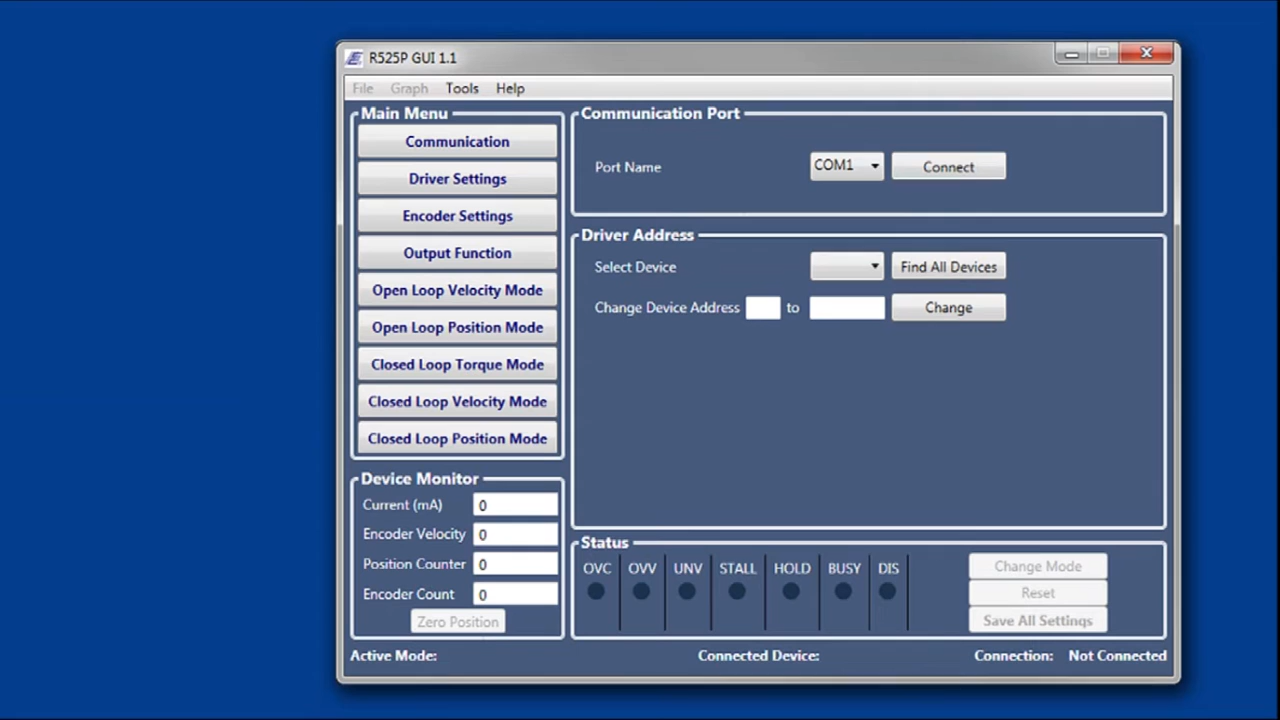 R525P GUI 1.1
File Graph Tools Help
Main Menu
Communication
Driver Settings
Encoder Settings
Output Function
Open Loop Velocity Mode
Open Loop Position Mode
Closed Loop Torque Mode
Closed Loop Velocity Mode
Closed Loop Position Mode
Device Monitor
Current (mA) 0
Encoder Velocity 0
Position Counter 0
Encoder Count 0
Zero Position
Communication Port
Port Name COM1 Connect
Driver Address
Select Device Find All Devices
Change Device Address to Change
Status
OVC OVV UNV STALL HOLD BUSY DIS
Change Mode
Reset
Save All Settings
Active Mode: Connected Device: Connection: Not Connected